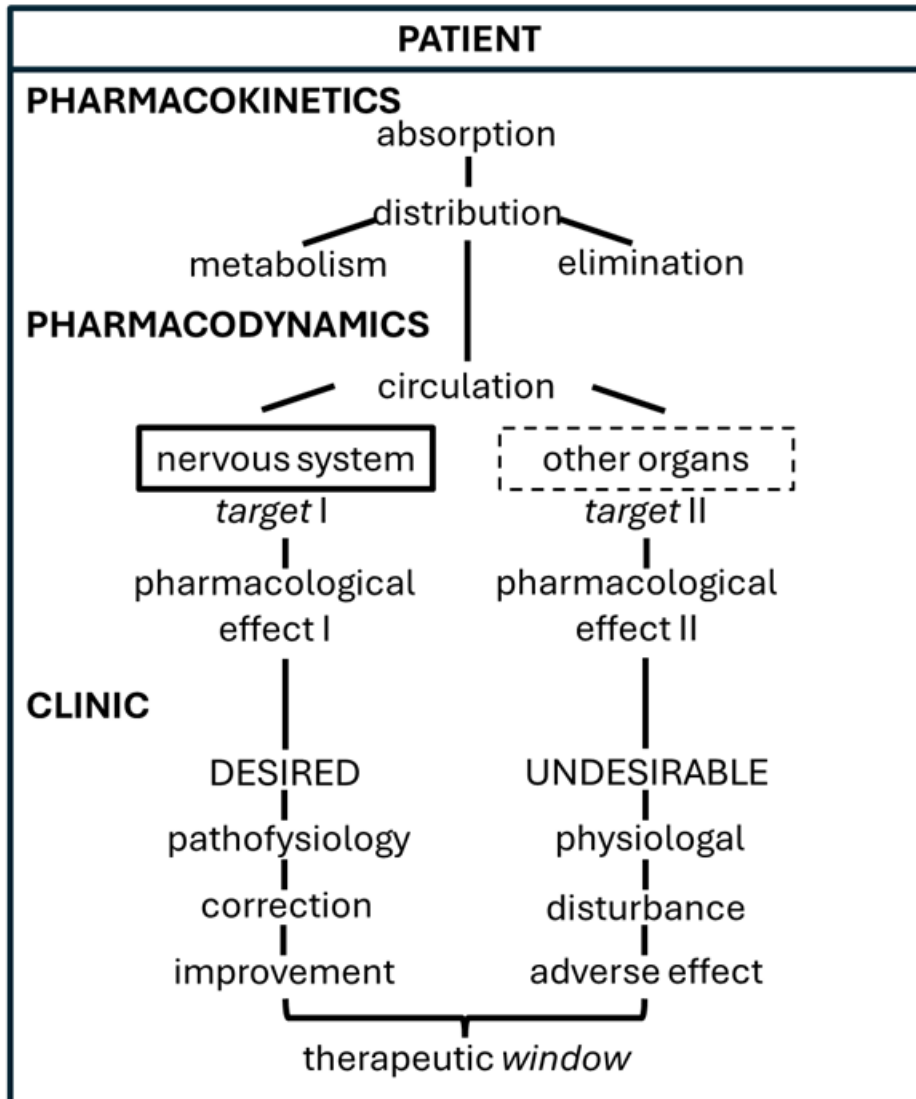 PATIENT
PHARMACOKINETICS
absorption
distribution
metabolism elimination
PHARMACODYNAMICS
circulation
nervous system other organs
target I target II
pharmacological pharmacological
effect I effect II
CLINIC
DESIRED UNDESIRABLE
pathofysiology physiologal
correction disturbance
improvement adverse effect
therapeutic window